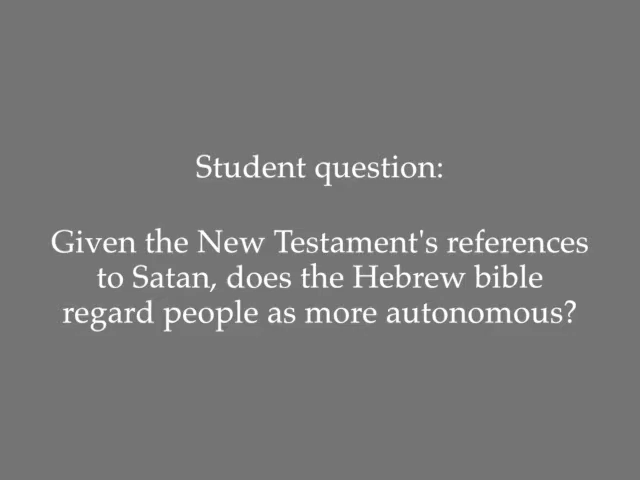 Student question:
Given the New Testament's references
to Satan, does the Hebrew bible
regard people as more autonomous?